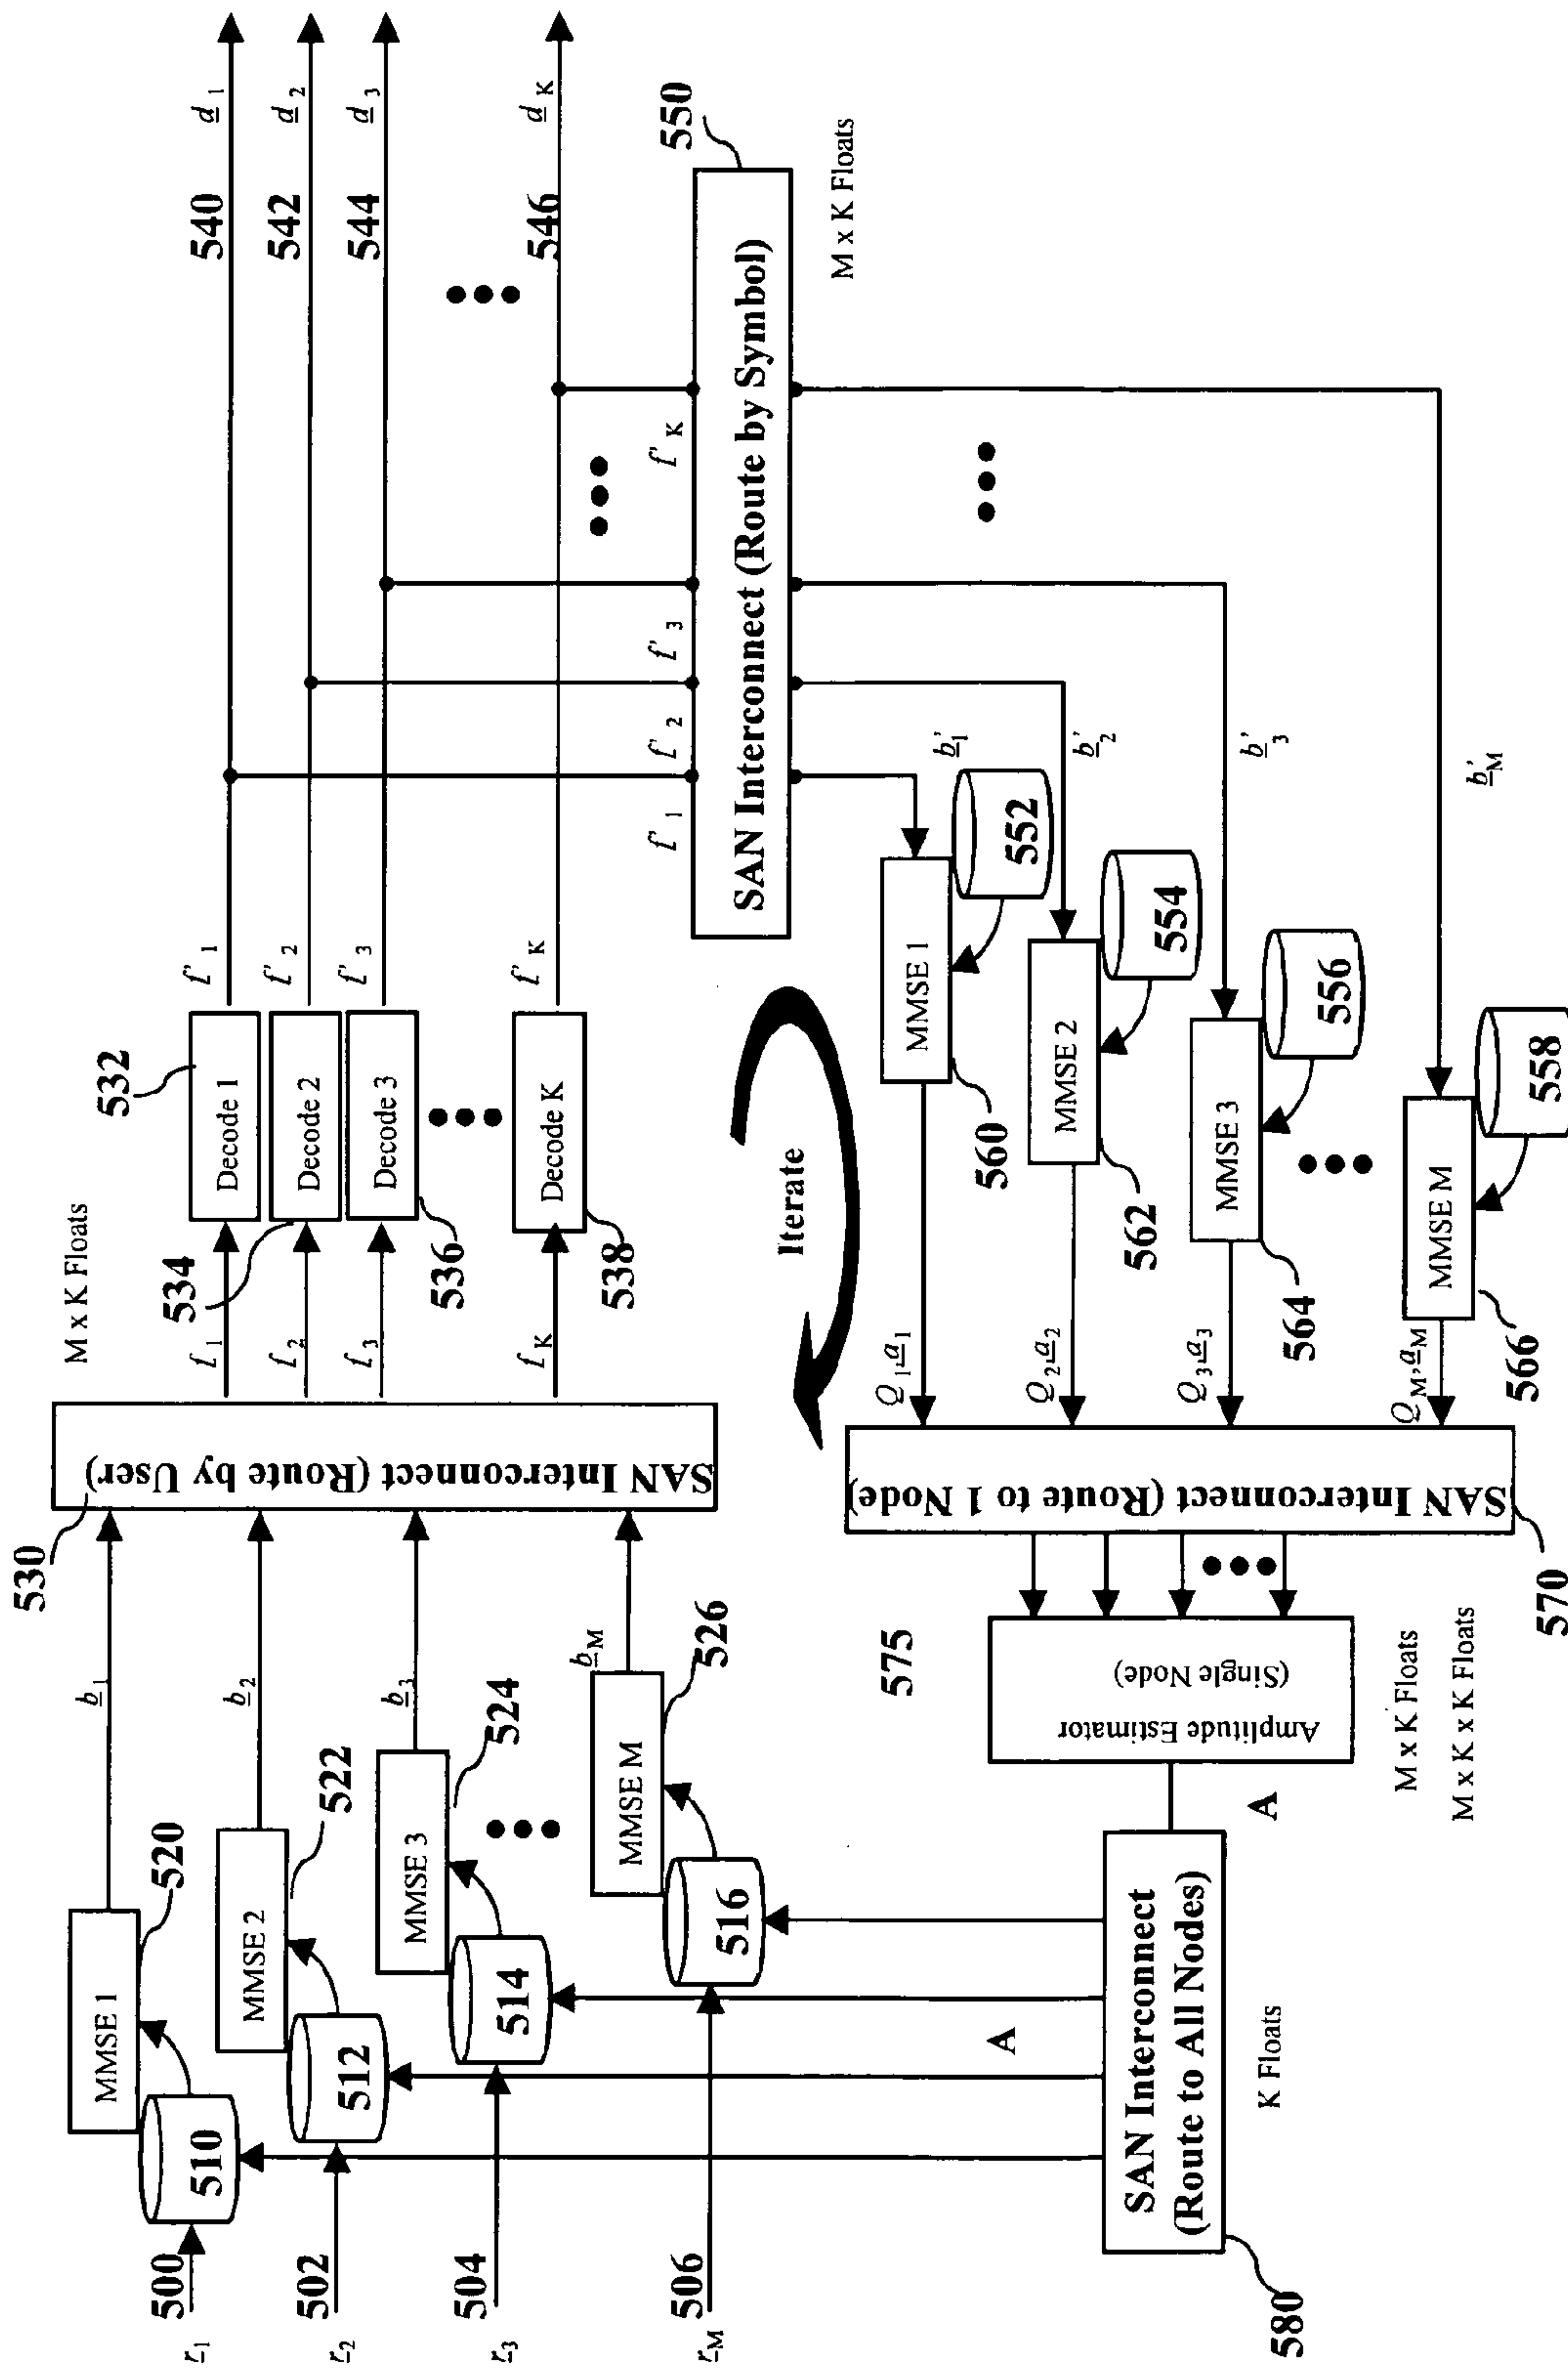 r1
500
510
MMSE 1
520
b1
r2
502
512
MMSE 2
522
b2
r3
504
514
MMSE 3
524
b3
rM
506
516
MMSE M
526
bM
530
SAN Interconnect (Route by User)
M x K Floats
f1
f2
f3
fK
532
Decode 1
534
Decode 2
536
Decode 3
538
Decode K
f'1
f'2
f'3
f'K
540
d1
542
d2
544
d3
546
dK
f'1
f'2
f'3
f'K
SAN Interconnect (Route by Symbol)
550
M x K Floats
Iterate
b'1
552
MMSE 1
560
Q1,a1
b'2
554
MMSE 2
562
Q2,a2
b'3
556
MMSE 3
564
Q3,a3
b'M
558
MMSE M
566
QM,aM
SAN Interconnect (Route to 1 Node)
570
575
Amplitude Estimator
(Single Node)
M x K Floats
M x K x K Floats
A
SAN Interconnect
(Route to All Nodes)
580
K Floats
A